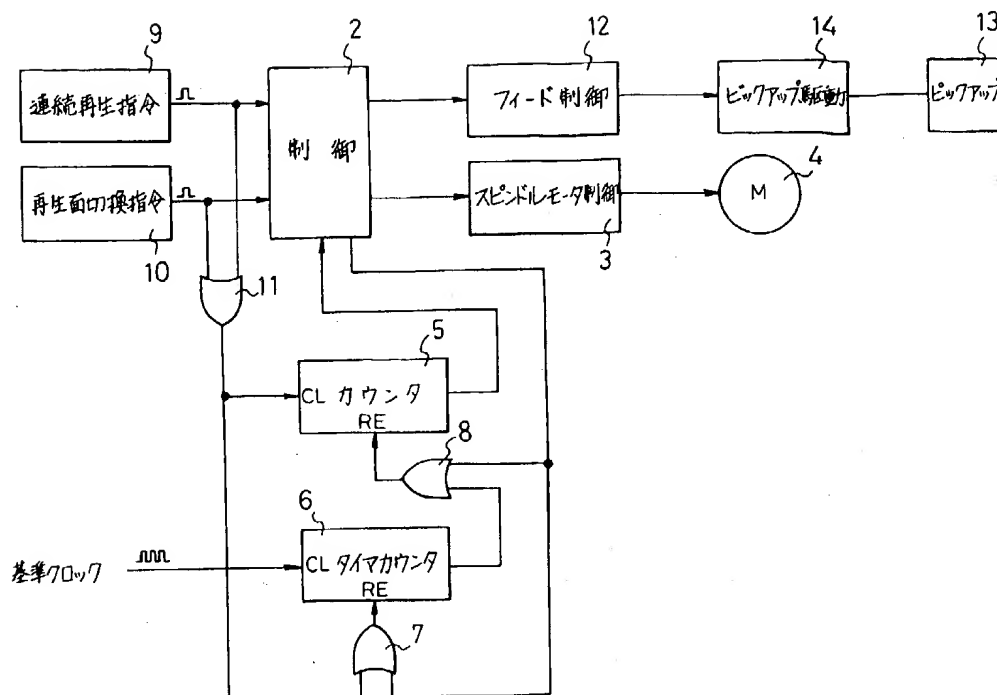 9
連続再生指令
2
制御
12
フィード制御
14
ピックアップ駆動
13
ピックアップ
再生面切換指令
10
スピンドルモータ制御
3
4
M
11
5
CL カウンタ
RE
8
6
基準クロック
CL タイマカウンタ
RE
7